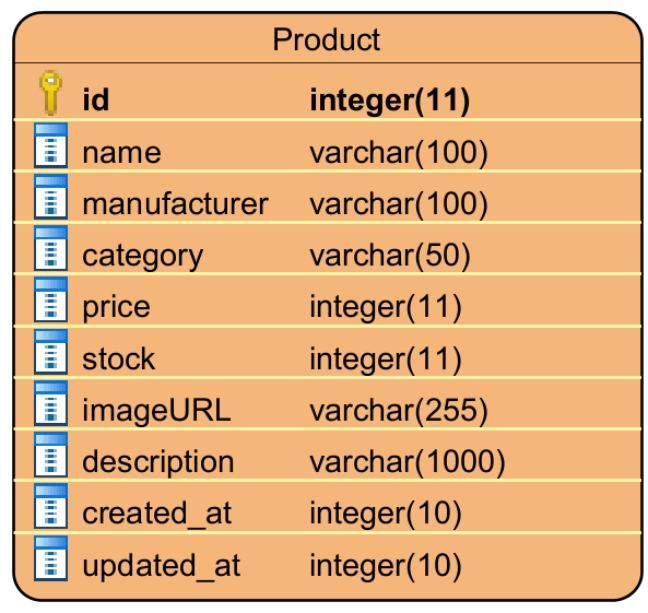 Product
id integer(11)
name varchar(100)
manufacturer varchar(100)
category varchar(50)
price integer(11)
stock integer(11)
imageURL varchar(255)
description varchar(1000)
created_at integer(10)
updated_at integer(10)